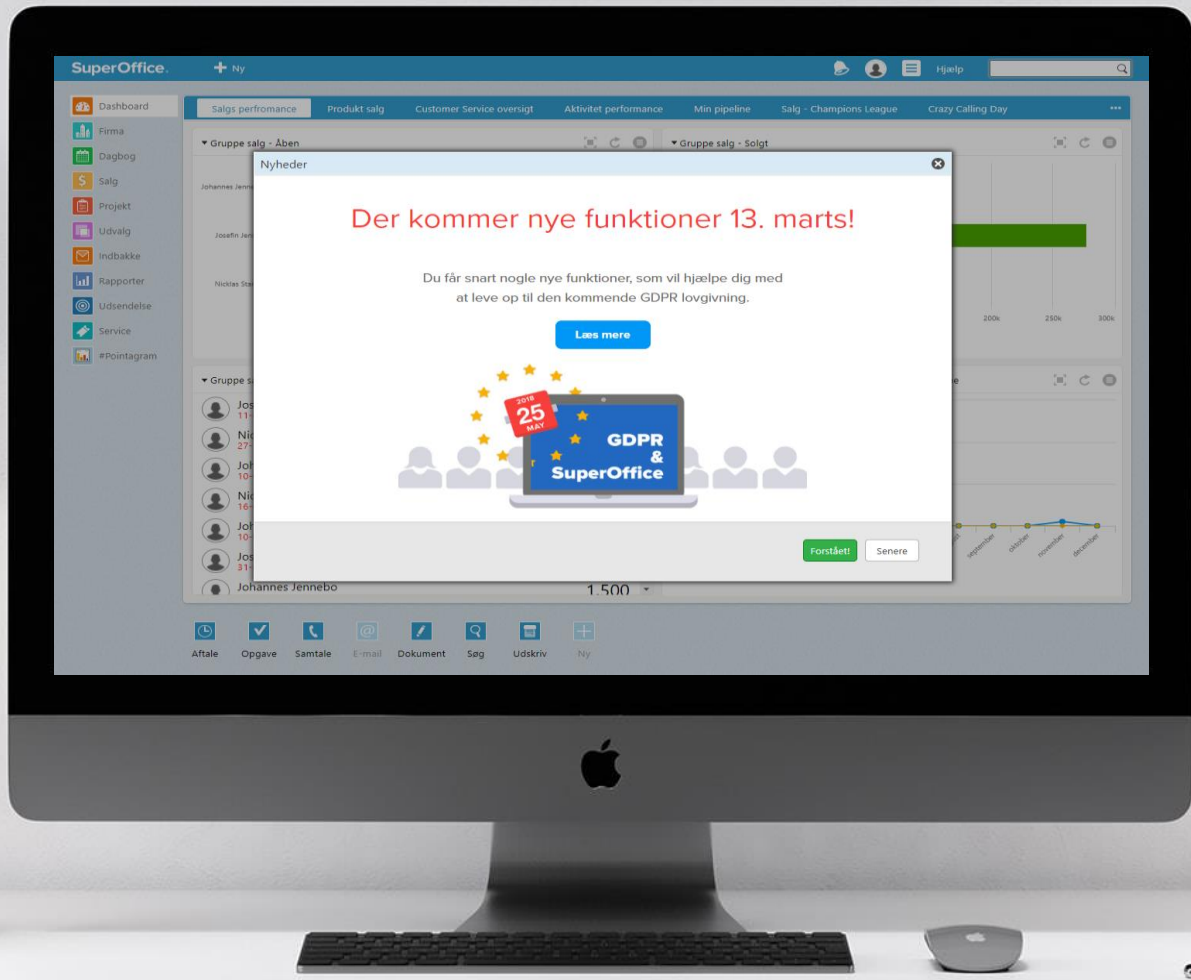 SuperOffice.
Ny
Hjælp
Dashboard
Firma
Dagbog
Salg
Projekt
Udvalg
Indbakke
Rapporter
Udsendelse
Service
#Pointagram
Salgs perfromance
Produkt salg
Customer Service oversigt
Aktivitet performance
Min pipeline
Salg - Champions League
Crazy Calling Day
Gruppe salg - Åben
Gruppe salg - Solgt
Nyheder
Der kommer nye funktioner 13. marts!
Du får snart nogle nye funktioner, som vil hjælpe dig med
at leve op til den kommende GDPR lovgivning.
Læs mere
2018
25
MAY
GDPR
&
SuperOffice
Forstået!
Senere
Johannes
Josefin
Nicklas
200k
250k
300k
Gruppe
Johannes Jennebo
1.500
september
oktober
november
december
Aftale
Opgave
Samtale
E-mail
Dokument
Søg
Udskriv
Ny